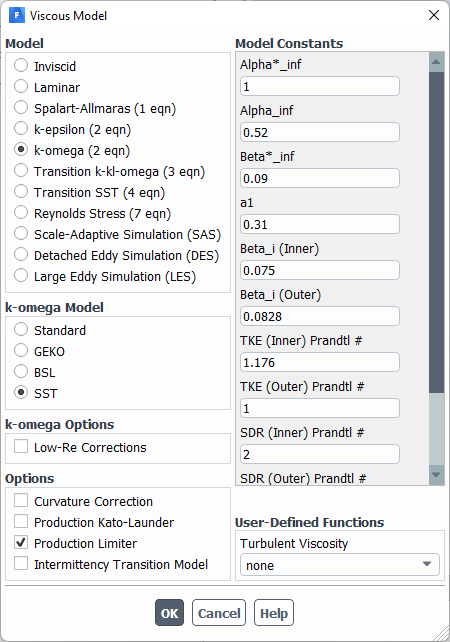 Viscous Model
Model
Inviscid
Laminar
Spalart-Allmaras (1 eqn)
k-epsilon (2 eqn)
k-omega (2 eqn)
Transition k-kl-omega (3 eqn)
Transition SST (4 eqn)
Reynolds Stress (7 eqn)
Scale-Adaptive Simulation (SAS)
Detached Eddy Simulation (DES)
Large Eddy Simulation (LES)
k-omega Model
Standard
GEKO
BSL
SST
k-omega Options
Low-Re Corrections
Options
Curvature Correction
Production Kato-Launder
Production Limiter
Intermittency Transition Model
Model Constants
Alpha*_inf
1
Alpha_inf
0.52
Beta*_inf
0.09
a1
0.31
Beta_i (Inner)
0.075
Beta_i (Outer)
0.0828
TKE (Inner) Prandtl #
1.176
TKE (Outer) Prandtl #
1
SDR (Inner) Prandtl #
2
SDR (Outer) Prandtl #
User-Defined Functions
Turbulent Viscosity
none
OK Cancel Help